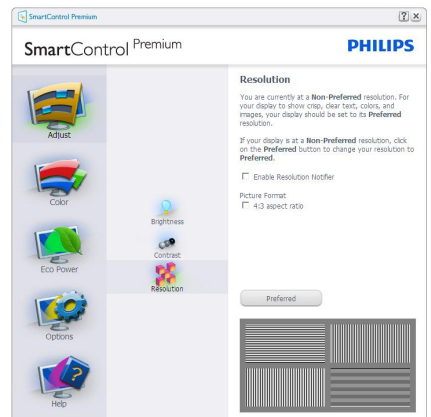 SmartControl Premium
SmartControl Premium
PHILIPS
Adjust
Color
Eco Power
Options
Help
Brightness
Contrast
Resolution
Resolution
You are currently at a Non-Preferred resolution. For
your display to show crisp, clear text, colors, and
images, your display should be set to its Preferred
resolution.
If your display is at a Non-Preferred resolution, click
on the Preferred button to change your resolution to
Preferred.
Enable Resolution Notifier
Picture Format
4:3 aspect ratio
Preferred